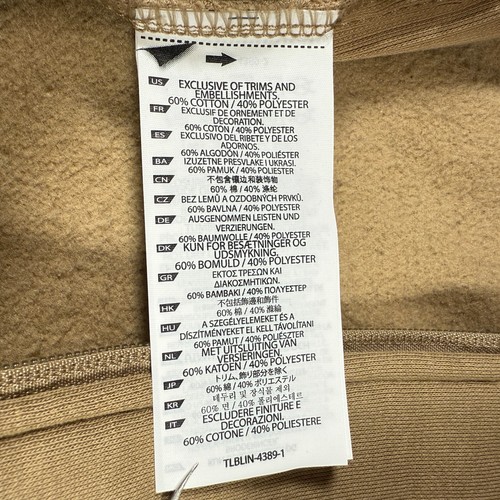 US EXCLUSIVE OF TRIMS AND
EMBELLISHMENTS.
60% COTTON / 40% POLYESTER
FR EXCLUSIF DE ORNEMENT ET DE
DECORATION.
60% COTON / 40% POLYESTER
ES EXCLUSIVO DEL RIBETE Y DE LOS
ADORNOS.
60% ALGODÓN / 40% POLIÉSTER
BA IZUZETNE PRESVLAKE I UKRASI.
60% PAMUK / 40% POLIESTER
CN 不包含镶边和装饰物
60% 棉 / 40% 涤纶
CZ BEZ LEMŮ A OZDOBNÝCH PRVKŮ.
60% BAVLNA / 40% POLYESTER
DE AUSGENOMMEN LEISTEN UND
VERZIERUNGEN.
60% BAUMWOLLE / 40% POLYESTER
DK KUN FOR BESÆTNINGER OG
UDSMYKNING.
60% BOMULD / 40% POLYESTER
GR ΕΚΤΟΣ ΤΡΕΣΩΝ ΚΑΙ
ΔΙΑΚΟΣΜΗΤΙΚΩΝ.
60% ΒΑΜΒΑΚΙ / 40% ΠΟΛΥΕΣΤΕΡ
HK 不包括飾邊和飾件
60% 棉 / 40% 滌綸
HU A SZEGÉLYELEMEKET ÉS A
DÍSZÍTMÉNYEKET EL KELL TÁVOLÍTANI
60% PAMUT / 40% POLIÉSZTER
NL MET UITSLUITING VAN
VERSIERINGEN.
60% KATOEN / 40% POLYESTER
JP トリム、飾り部分を除く
60% 綿 / 40% ポリエステル
KR 테두리 및 장식물 제외
60% 면 / 40% 폴리에스테르
IT ESCLUDERE FINITURE E
DECORAZIONI.
60% COTONE / 40% POLIESTERE
TLBLIN-4389-1